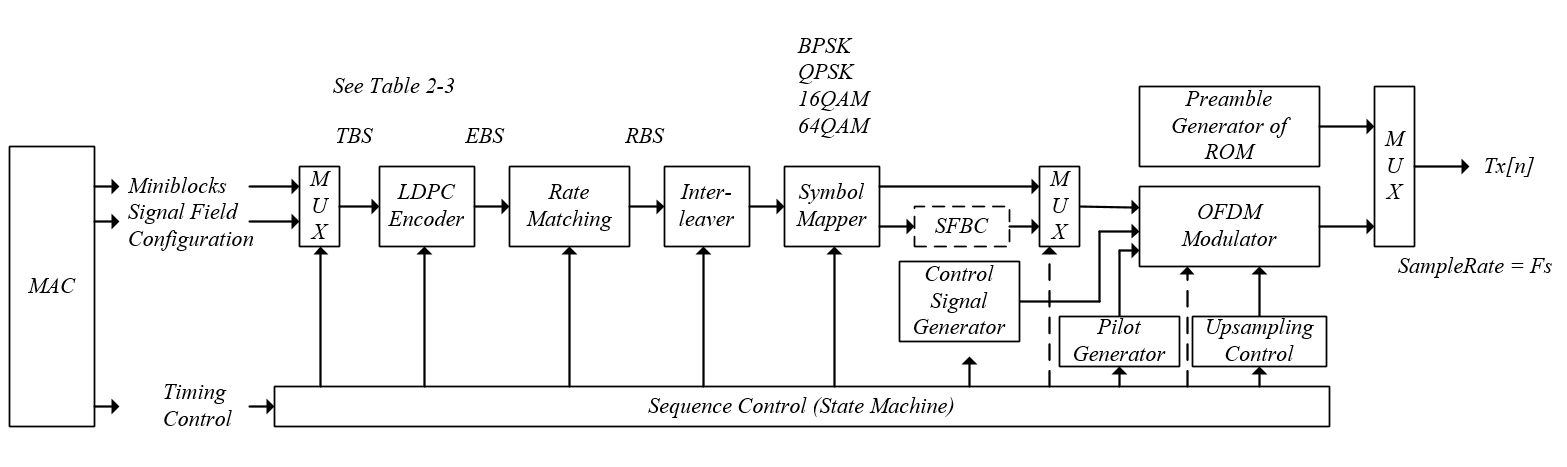 BPSK
QPSK
16QAM
64QAM
See Table 2-3
TBS
EBS
RBS
Preamble
Generator of
ROM
M
U
X
Tx[n]
SampleRate = Fs
MAC
Miniblocks
Signal Field
Configuration
M
U
X
LDPC
Encoder
Rate
Matching
Inter-
leaver
Symbol
Mapper
SFBC
M
U
X
OFDM
Modulator
Control
Signal
Generator
Pilot
Generator
Upsampling
Control
Timing
Control
Sequence Control (State Machine)